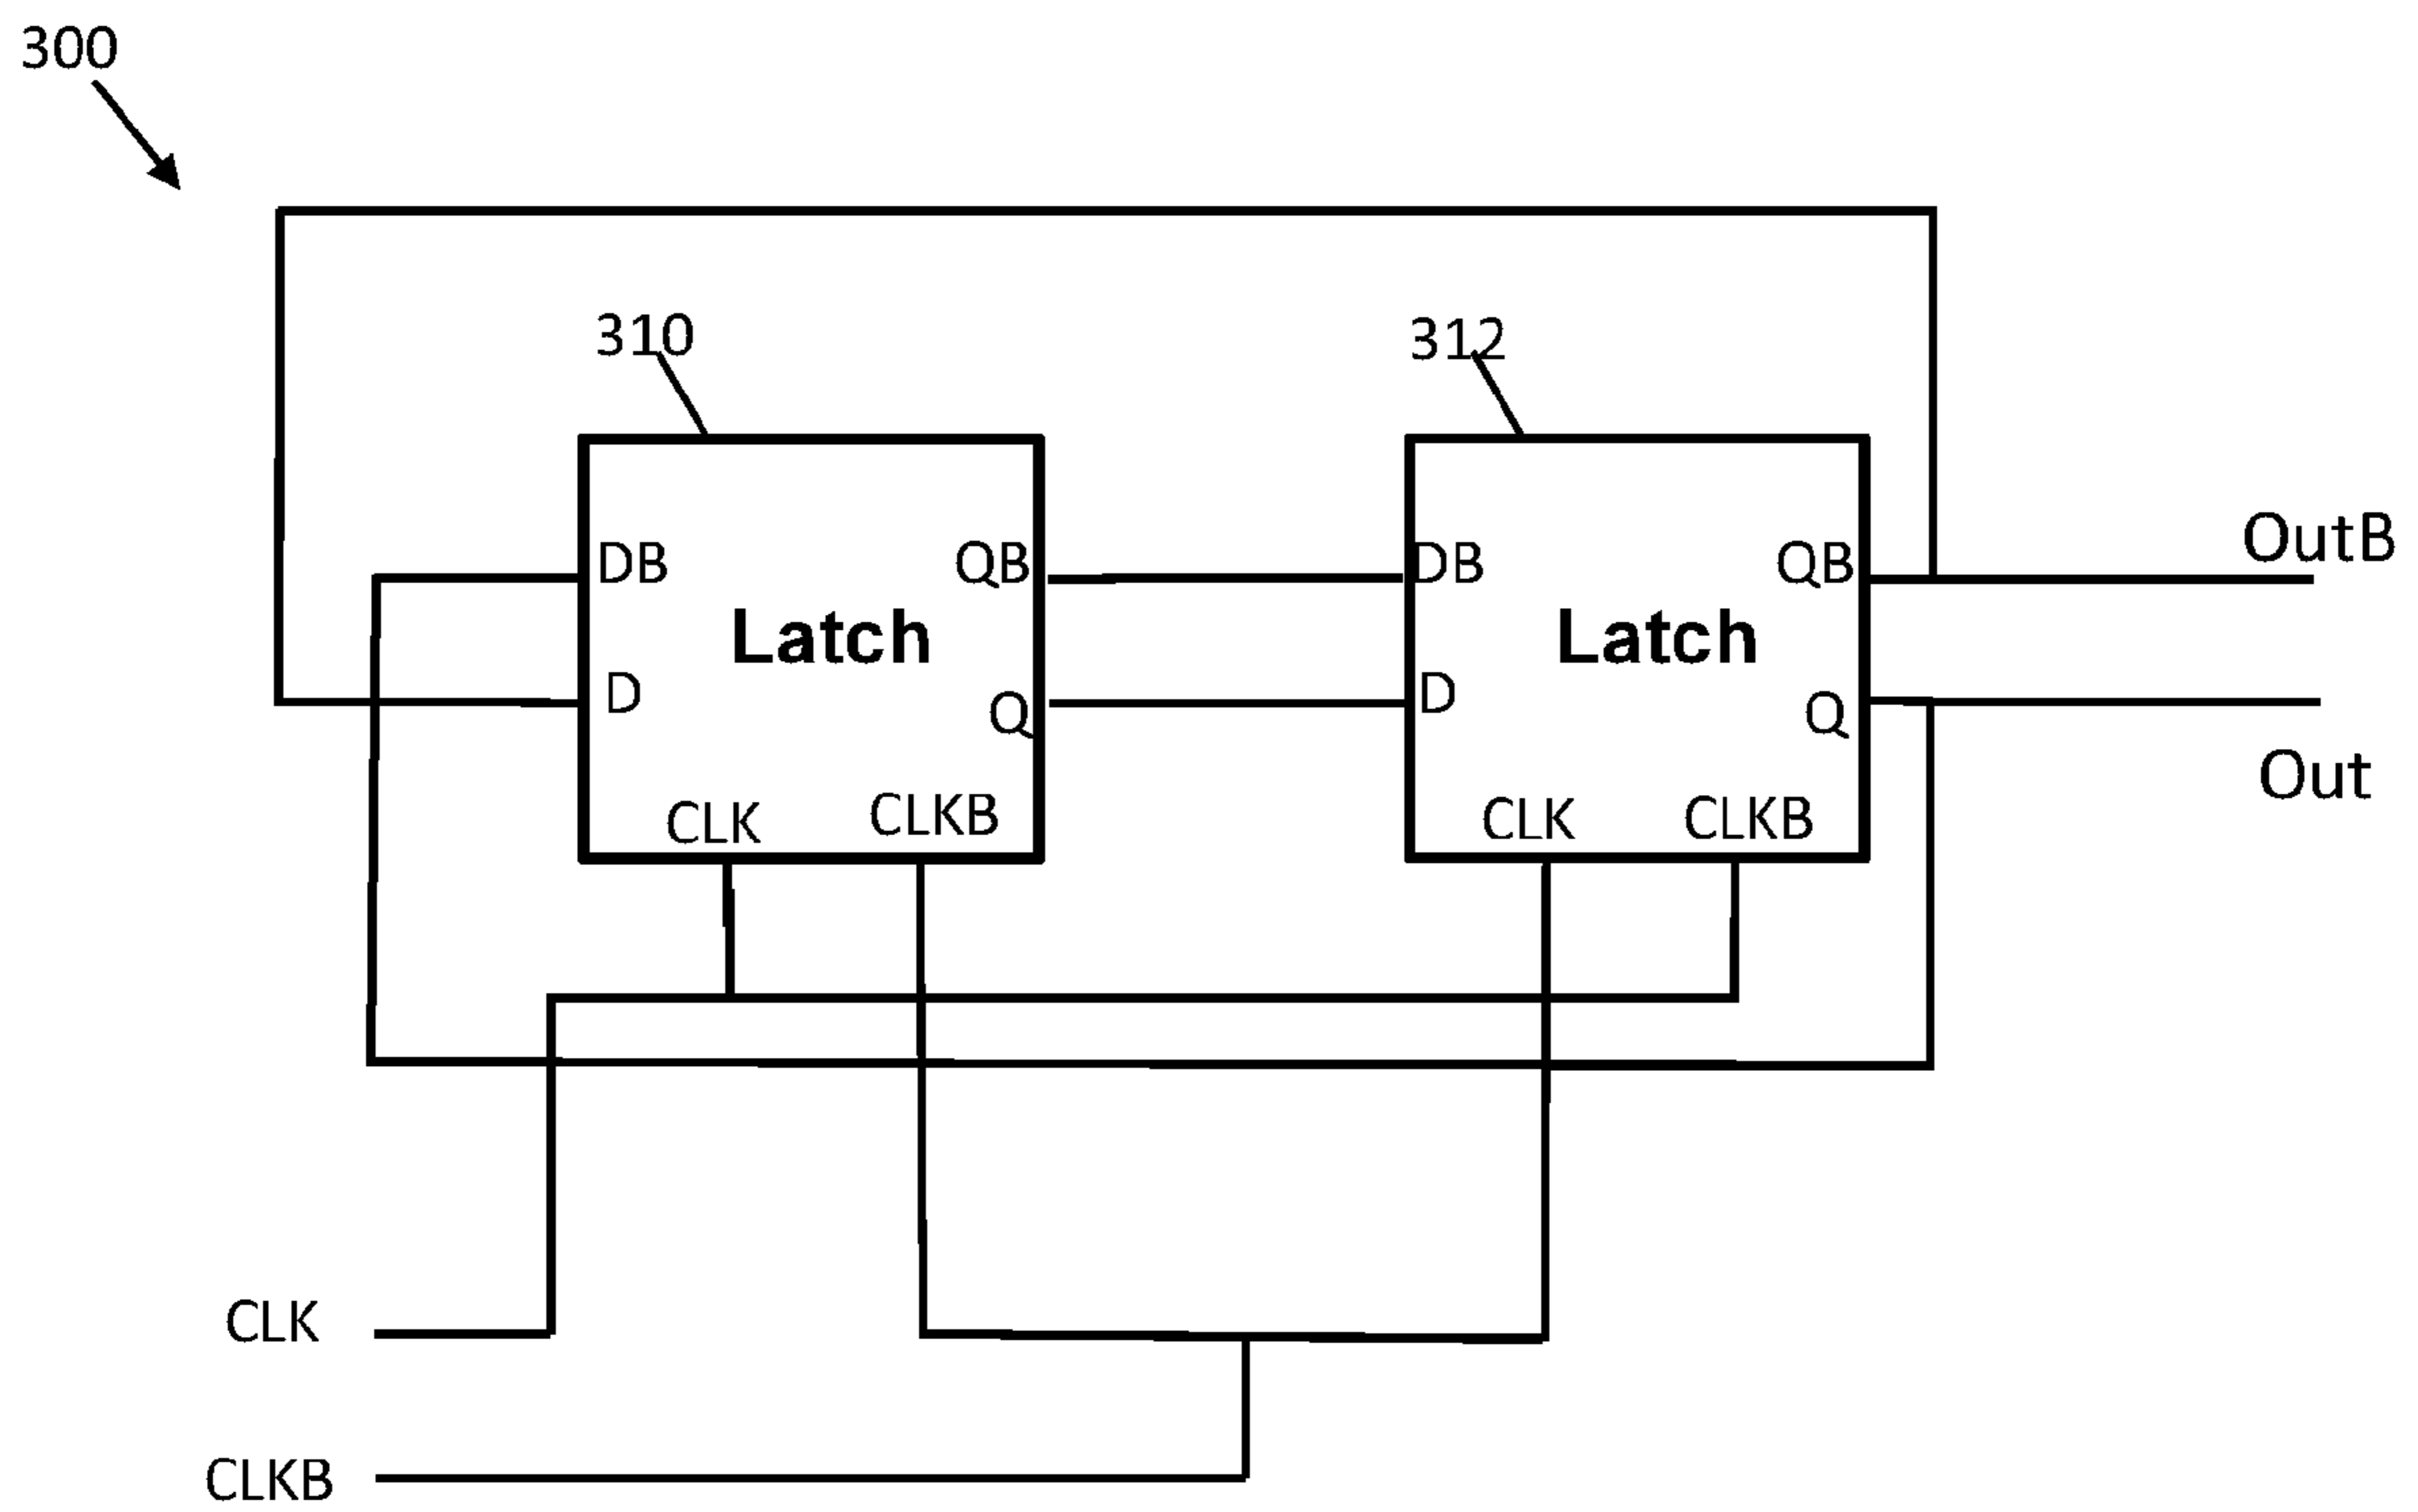 300
310
312
DB
QB
DB
QB
OutB
Latch
Latch
D
Q
D
Q
Out
CLK
CLKB
CLK
CLKB
CLK
CLKB